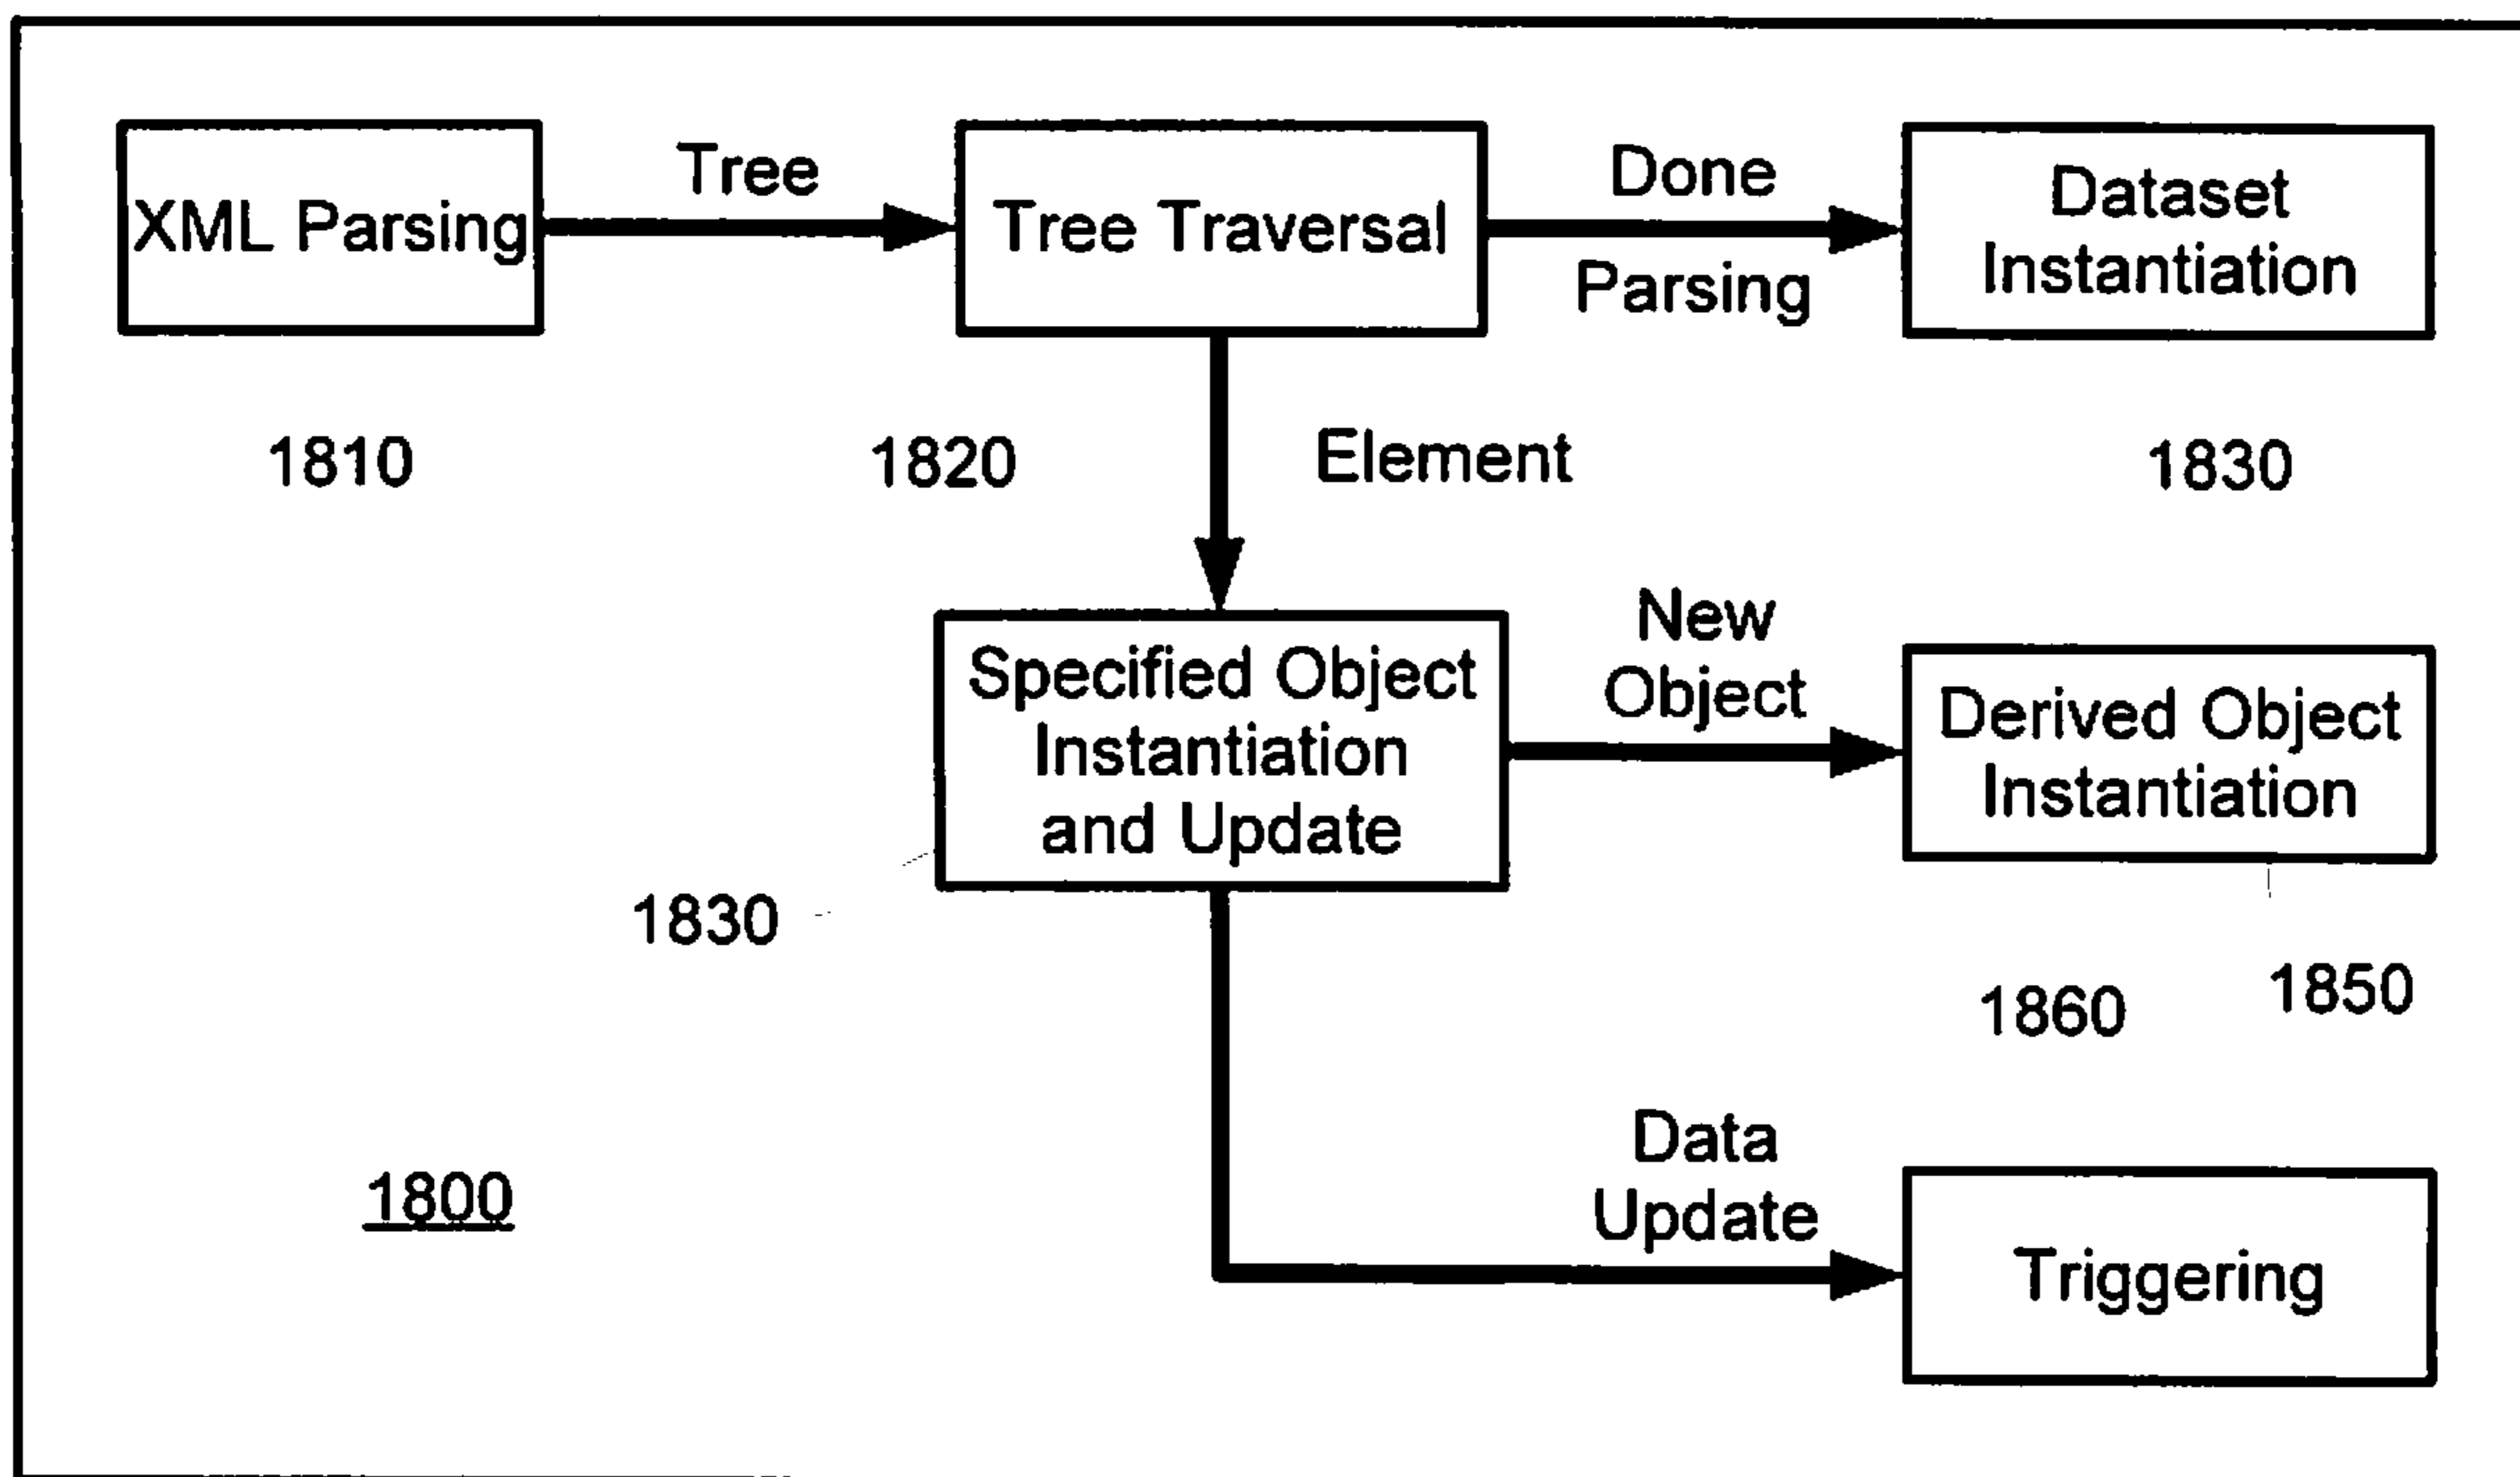 XML Parsing
Tree
Tree Traversal
Done
Parsing
Dataset
Instantiation
1810
1820
Element
1830
Specified Object
Instantiation
and Update
New
Object
Derived Object
Instantiation
1830
1860
1850
1800
Data
Update
Triggering